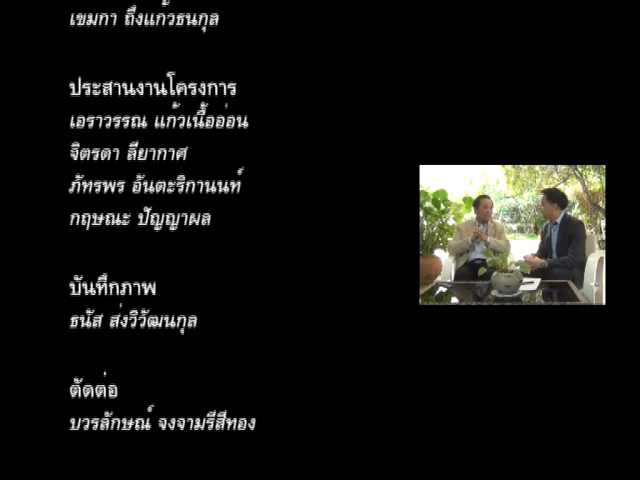 เขมกา ถึงแก้วธนกุล
ประสานงานโครงการ
เอราวรรณ แก้วเนื้ออ่อน
จิตรดา ลียากาศ
ภัทรพร อันตะริกานนท์
กฤษณะ ปัญญาผล
บันทึกภาพ
ธนัส ส่งวิวัฒนกุล
ตัดต่อ
บวรลักษณ์ จงจามรีสีทอง